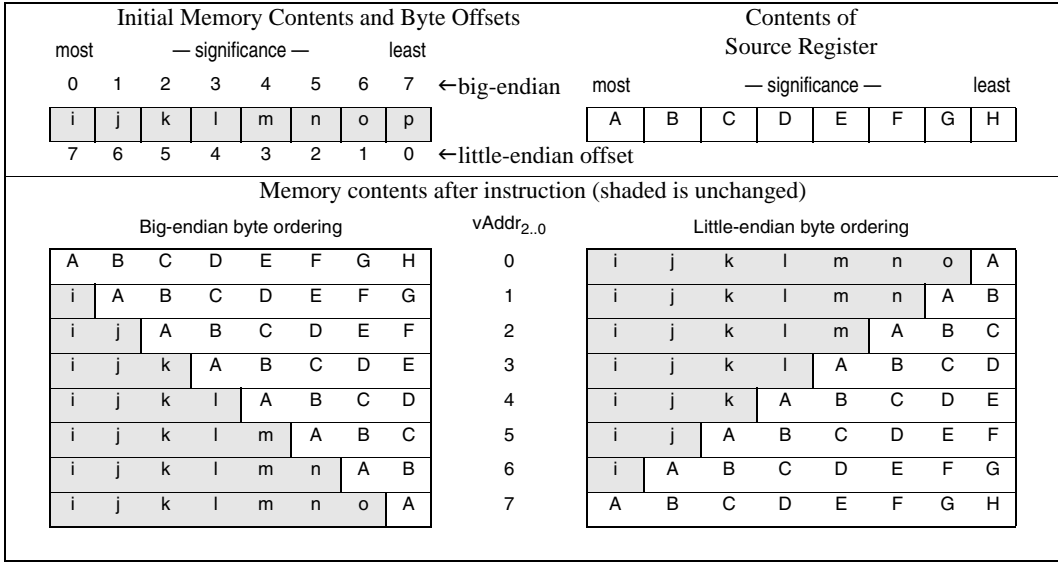 Initial Memory Contents and Byte Offsets
most — significance — least
0 1 2 3 4 5 6 7 ←big-endian
i j k l m n o p
7 6 5 4 3 2 1 0 ←little-endian offset
Contents of
Source Register
most — significance — least
A B C D E F G H
Memory contents after instruction (shaded is unchanged)
Big-endian byte ordering vAddr2..0 Little-endian byte ordering
A B C D E F G H 0 i j k l m n o A
i A B C D E F G 1 i j k l m n A B
i j A B C D E F 2 i j k l m A B C
i j k A B C D E 3 i j k l A B C D
i j k l A B C D 4 i j k A B C D E
i j k l m A B C 5 i j A B C D E F
i j k l m n A B 6 i A B C D E F G
i j k l m n o A 7 A B C D E F G H